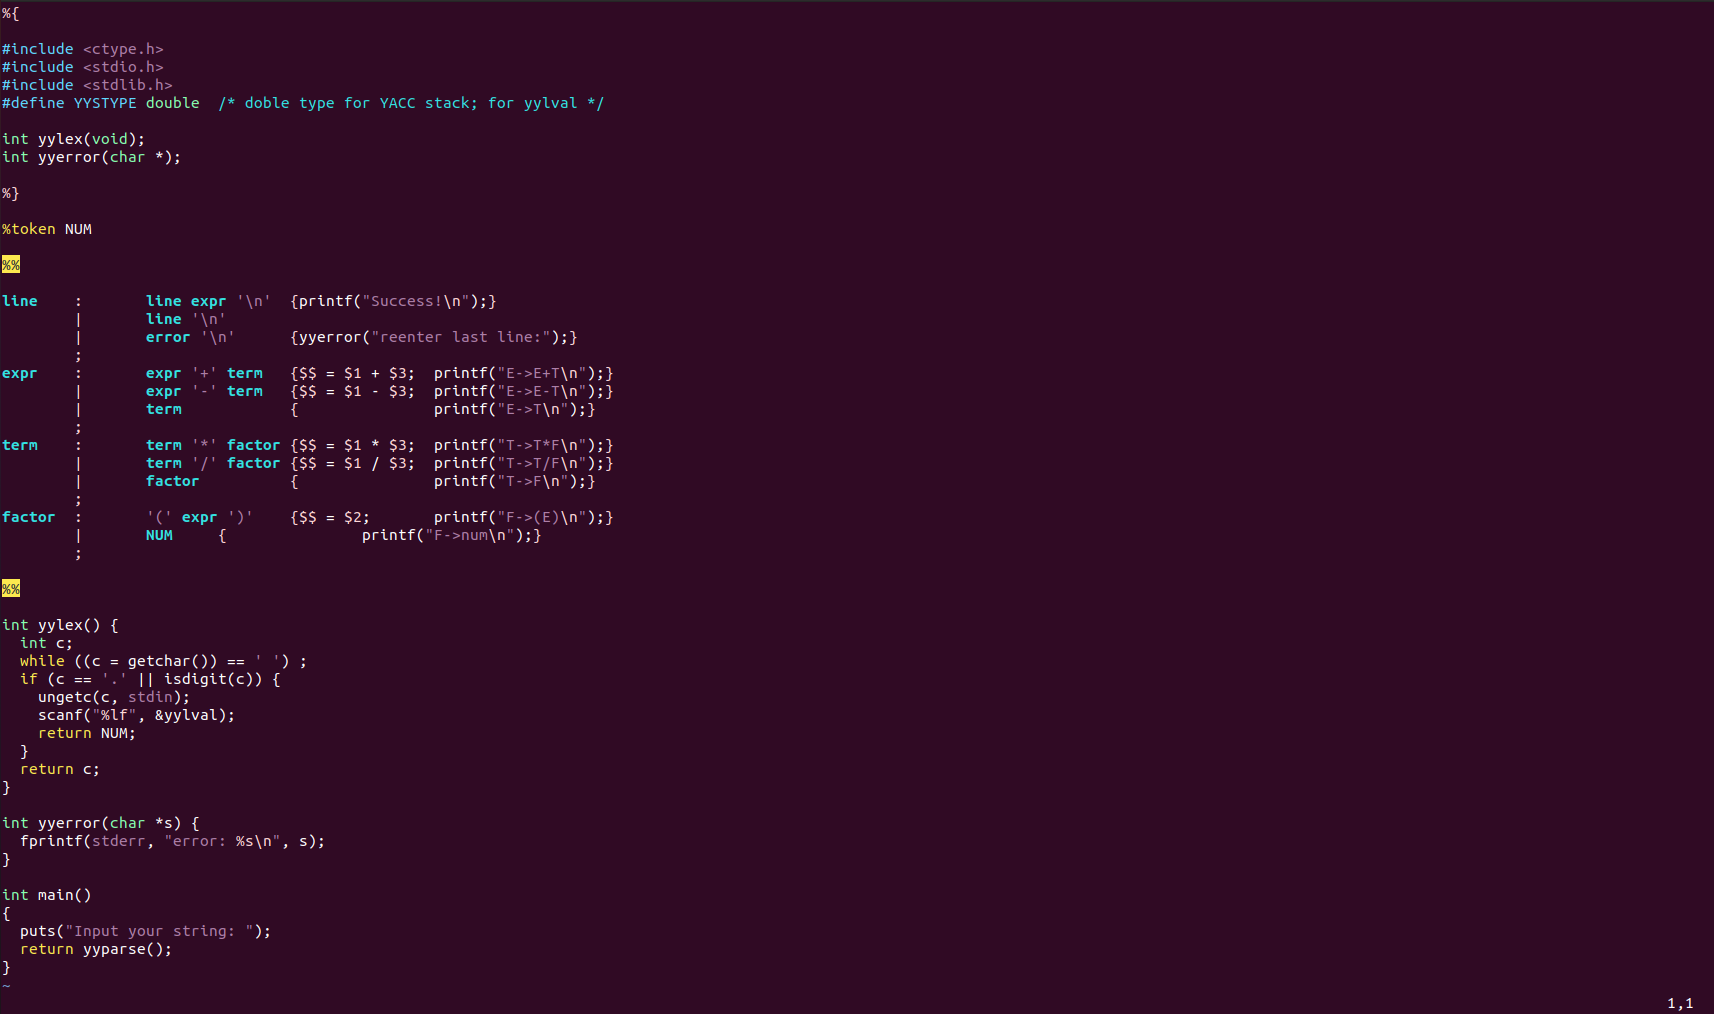 %{

#include <ctype.h>
#include <stdio.h>
#include <stdlib.h>
#define YYSTYPE double  /* doble type for YACC stack; for yylval */

int yylex(void);
int yyerror(char *);

%}

%token NUM

%%

line    :       line expr '\n'  {printf("Success!\n");}
        |       line '\n'
        |       error '\n'      {yyerror("reenter last line:");}
        ;
expr    :       expr '+' term   {$$ = $1 + $3;  printf("E->E+T\n");}
        |       expr '-' term   {$$ = $1 - $3;  printf("E->E-T\n");}
        |       term            {               printf("E->T\n");}
        ;
term    :       term '*' factor {$$ = $1 * $3;  printf("T->T*F\n");}
        |       term '/' factor {$$ = $1 / $3;  printf("T->T/F\n");}
        |       factor          {               printf("T->F\n");}
        ;
factor  :       '(' expr ')'    {$$ = $2;       printf("F->(E)\n");}
        |       NUM     {               printf("F->num\n");}
        ;

%%

int yylex() {
  int c;
  while ((c = getchar()) == ' ') ;
  if (c == '.' || isdigit(c)) {
    ungetc(c, stdin);
    scanf("%lf", &yylval);
    return NUM;
  }
  return c;
}

int yyerror(char *s) {
  fprintf(stderr, "error: %s\n", s);
}

int main()
{
  puts("Input your string: ");
  return yyparse();
}
~
1,1